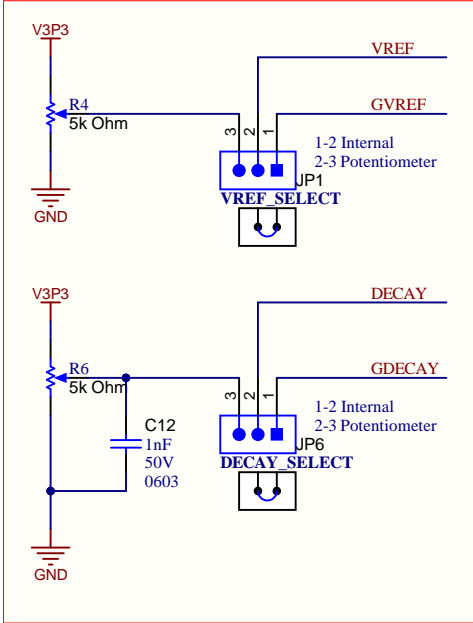 V3P3
VREF
R4
5k Ohm
GVREF
3
2
1
1-2 Internal
2-3 Potentiometer
JP1
VREF_SELECT
GND
V3P3
DECAY
R6
5k Ohm
GDECAY
3
2
1
1-2 Internal
2-3 Potentiometer
C12
1nF
50V
0603
JP6
DECAY_SELECT
GND